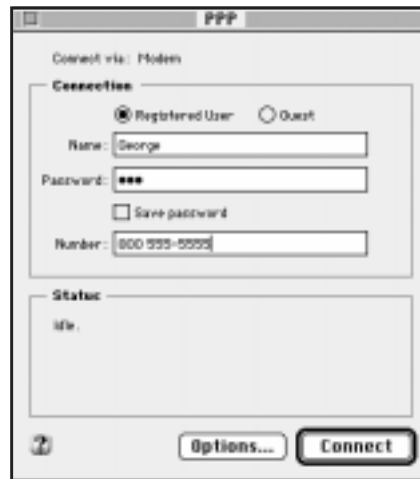 PPP
Connect via: Modem
Connection
Registered User Guest
Name: George
Password: •••
Save password
Number: 800 555-5555
Status
Idle.
?
Options... Connect